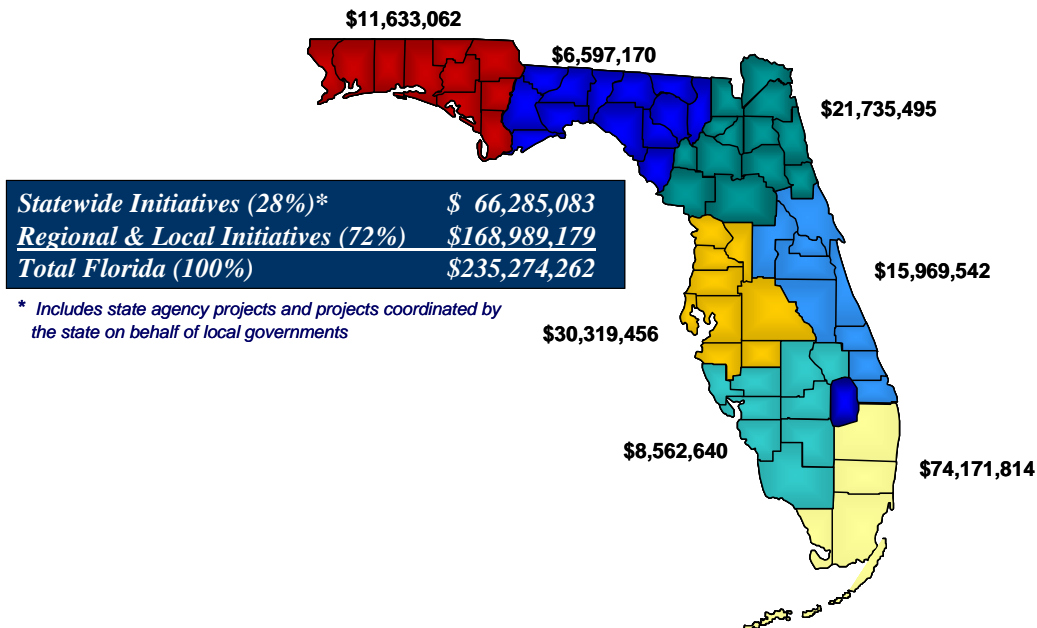 $11,633,062
$6,597,170
$21,735,495
Statewide Initiatives (28%)* $ 66,285,083
Regional & Local Initiatives (72%) $168,989,179
Total Florida (100%) $235,274,262
* Includes state agency projects and projects coordinated by
the state on behalf of local governments
$15,969,542
$30,319,456
$8,562,640
$74,171,814